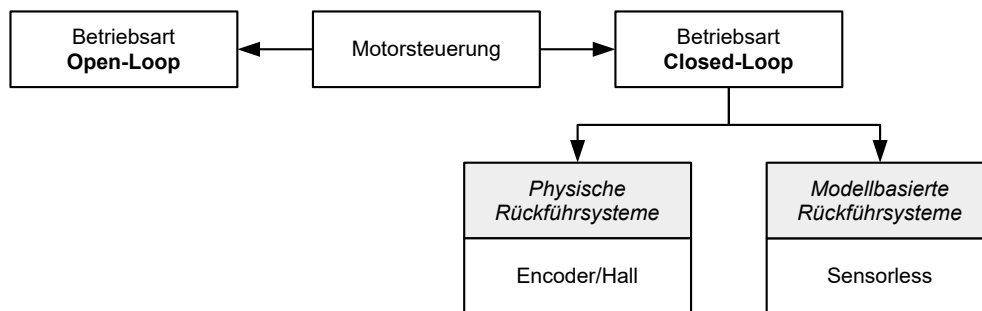 Betriebsart
Open-Loop
Motorsteuerung
Betriebsart
Closed-Loop
Physische
Rückführsysteme
Encoder/Hall
Modellbasierte
Rückführsysteme
Sensorless